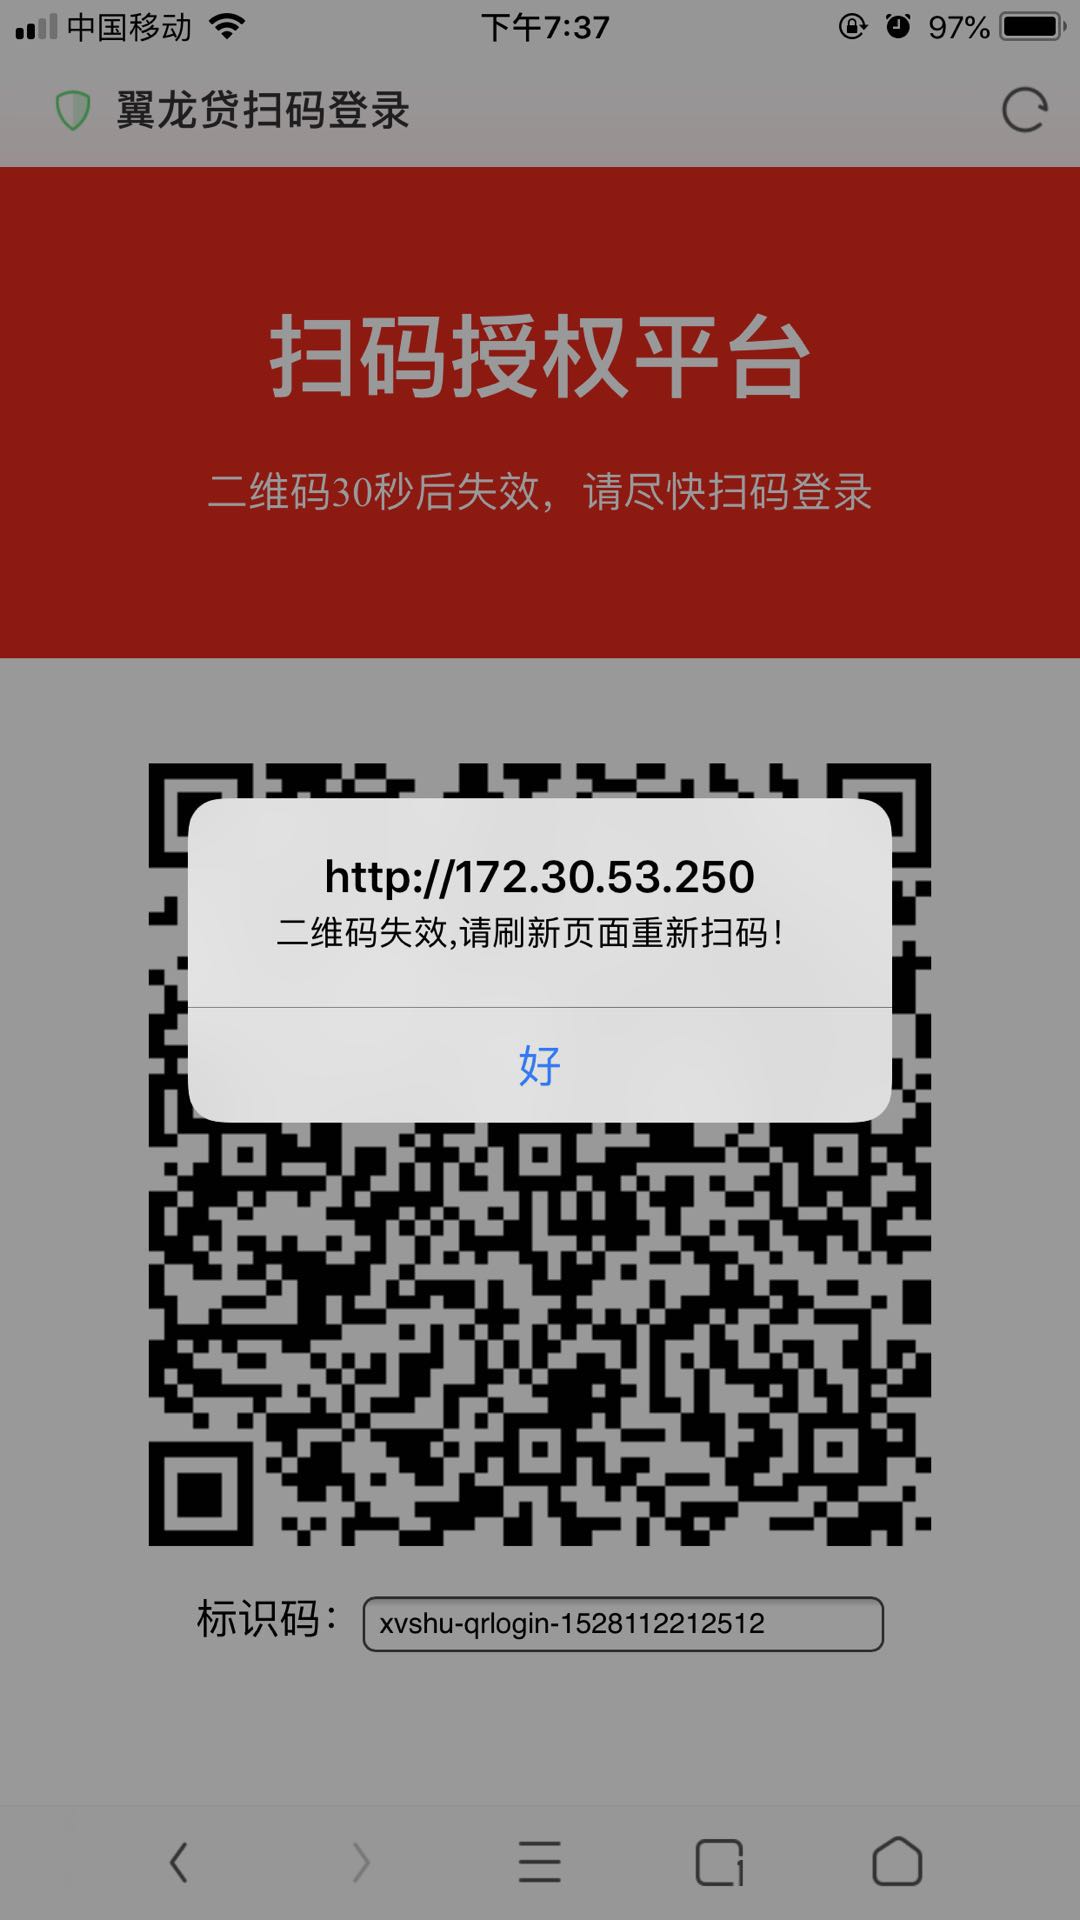 中国移动
下午7:37
97%
翼龙贷扫码登录
扫码授权平台
二维码30秒后失效，请尽快扫码登录
http://172.30.53.250
二维码失效,请刷新页面重新扫码!
好
标识码：
xvshu-qrlogin-1528112212512
1